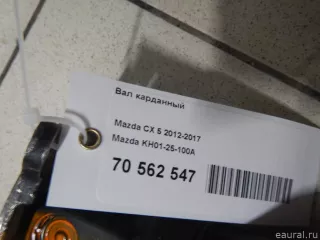 Вал карданный
Mazda CX 5 2012-2017
Mazda KH01-25-100A
70 562 547
eaural.ru